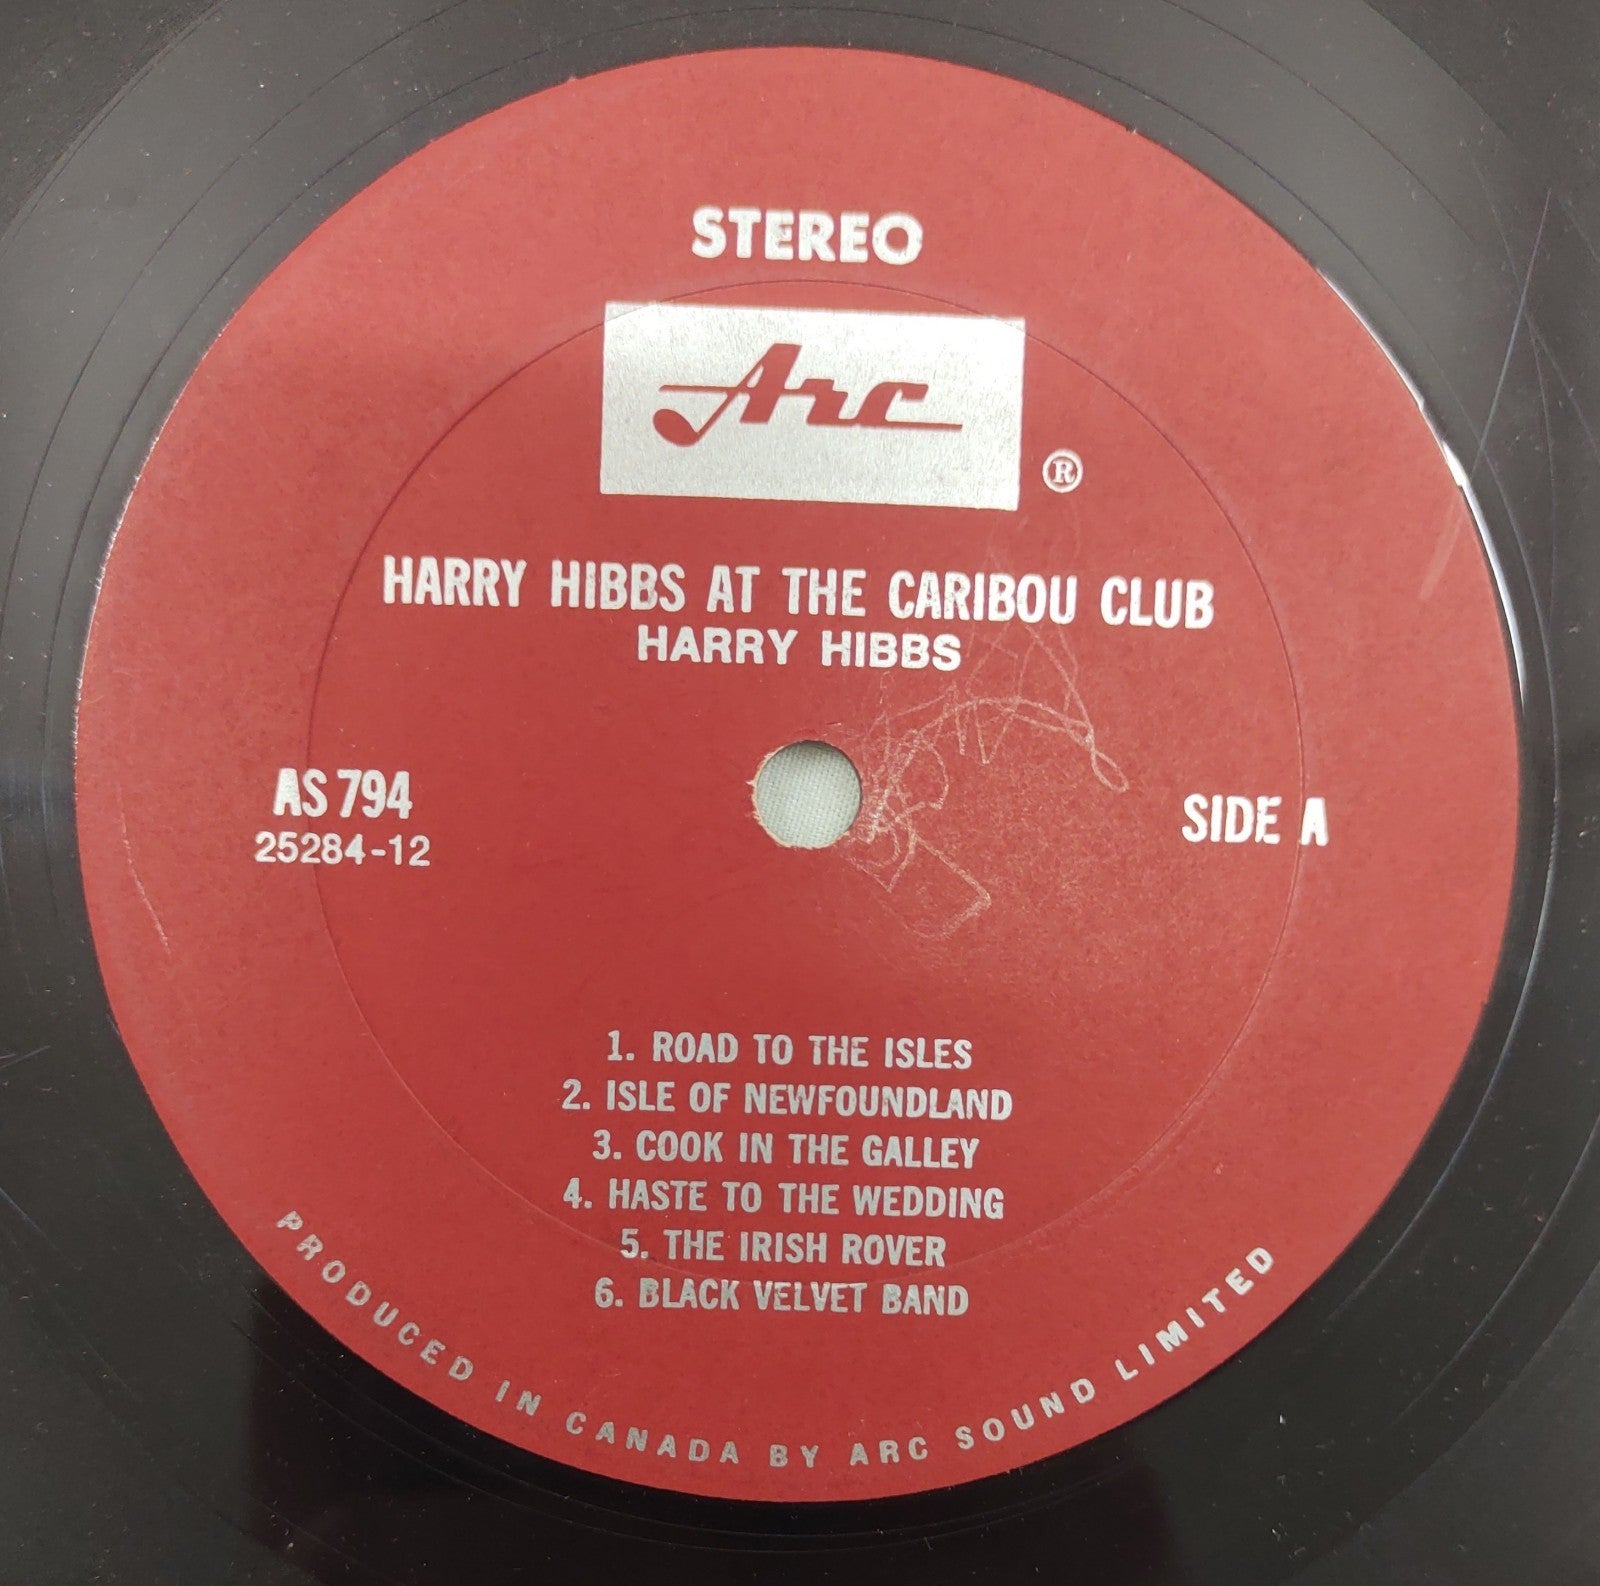 STEREO
Arc
®
HARRY HIBBS AT THE CARIBOU CLUB
HARRY HIBBS
AS 794
25284-12
SIDE A
1. ROAD TO THE ISLES
2. ISLE OF NEWFOUNDLAND
3. COOK IN THE GALLEY
4. HASTE TO THE WEDDING
5. THE IRISH ROVER
6. BLACK VELVET BAND
PRODUCED IN CANADA BY ARC SOUND LIMITED